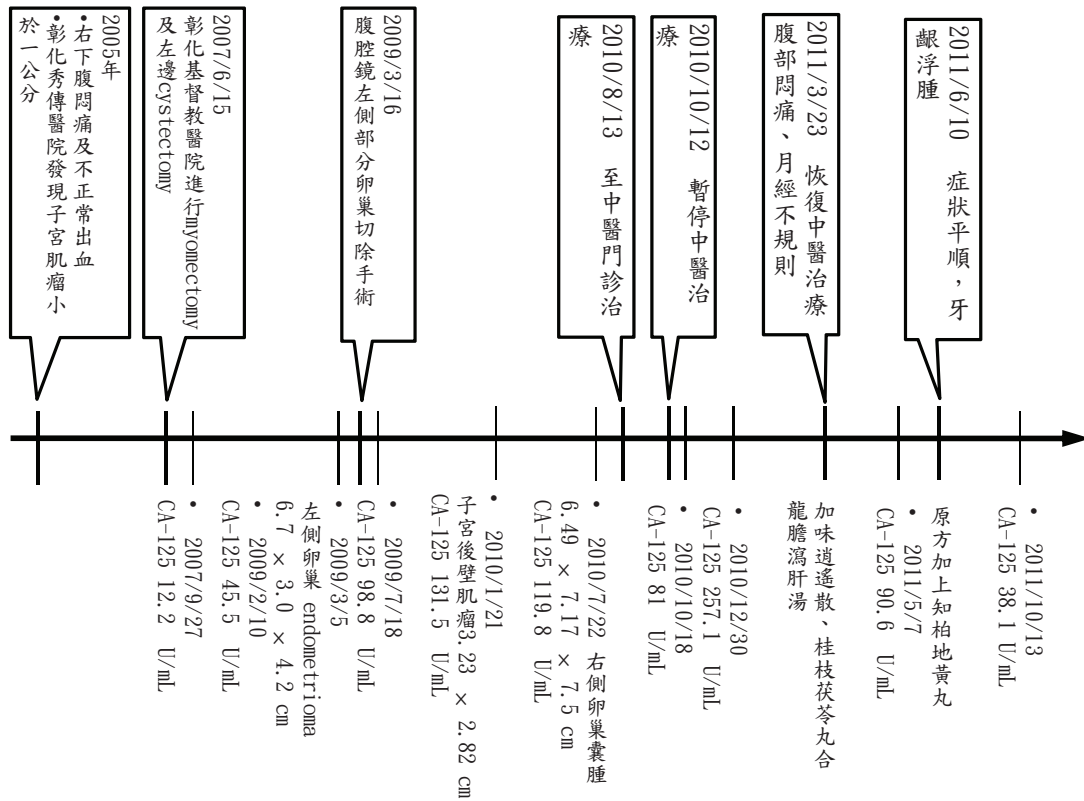 2005年
•右下腹悶痛及不正常出血
•彰化秀傳醫院發現子宮肌瘤小
於一公分
2007/6/15
彰化基督教醫院進行myomectomy
及左邊cystectomy
2009/3/16
腹腔鏡左側部分卵巢切除手術
2010/8/13 至中醫門診治
療
2010/10/12 暫停中醫治
療
2011/3/23 恢復中醫治療
腹部悶痛、月經不規則
2011/6/10 症狀平順，牙
齦浮腫
• 2007/9/27
CA-125 12.2 U/mL
• 2009/2/10
CA-125 45.5 U/mL
• 2009/3/5
左側卵巢 endometrioma
6.7 × 3.0 × 4.2 cm
• 2009/7/18
CA-125 98.8 U/mL
• 2010/1/21
子宮後壁肌瘤3.23 × 2.82 cm
CA-125 131.5 U/mL
• 2010/7/22 右側卵巢囊腫
6.49 × 7.17 × 7.5 cm
CA-125 119.8 U/mL
• 2010/10/18
CA-125 81 U/mL
• 2010/12/30
CA-125 257.1 U/mL
加味逍遙散、桂枝茯苓丸合
龍膽瀉肝湯
• 2011/5/7
CA-125 90.6 U/mL
原方加上知柏地黃丸
• 2011/10/13
CA-125 38.1 U/mL